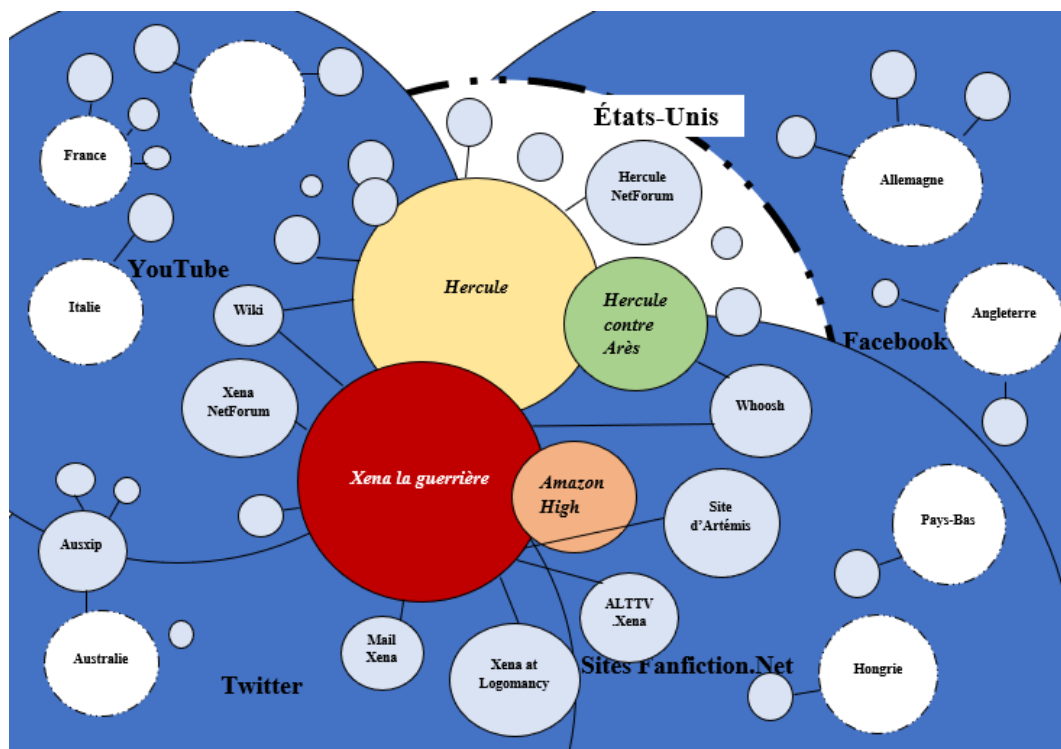 États-Unis
France
Hercule
NetForum
Allemagne
YouTube
Italie
Hercule
Wiki
Hercule
contre
Arès
Angleterre
Facebook
Xena
NetForum
Whoosh
Xena la guerrière
Amazon
High
Site
d'Artémis
Pays-Bas
Ausxip
ALTTV
.Xena
Mail
Xena
Xena at
Logomancy
Australie
Twitter
Sites Fanfiction.Net
Hongrie